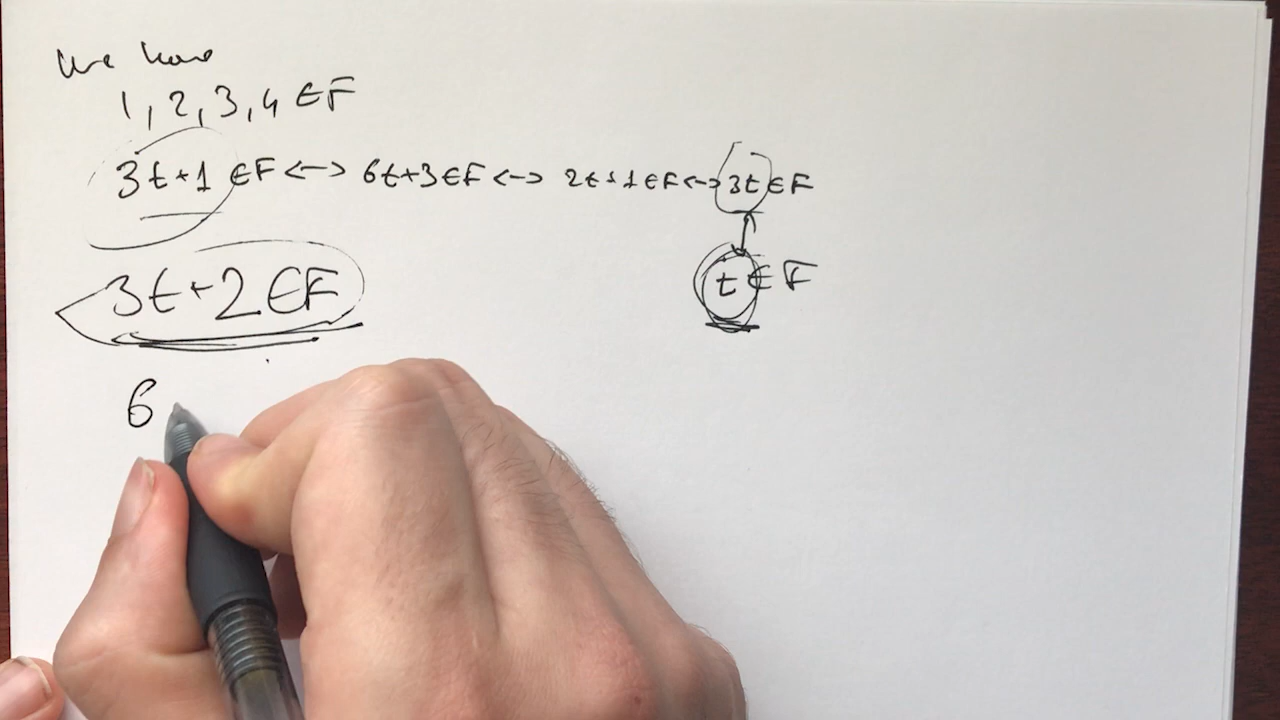 We have
1, 2, 3, 4 ∈ F
3t+1 ∈ F <-> 6t+3 ∈ F <-> 2t+1 ∈ F <-> 3t ∈ F
3t+2 ∈ F
t ∈ F
6